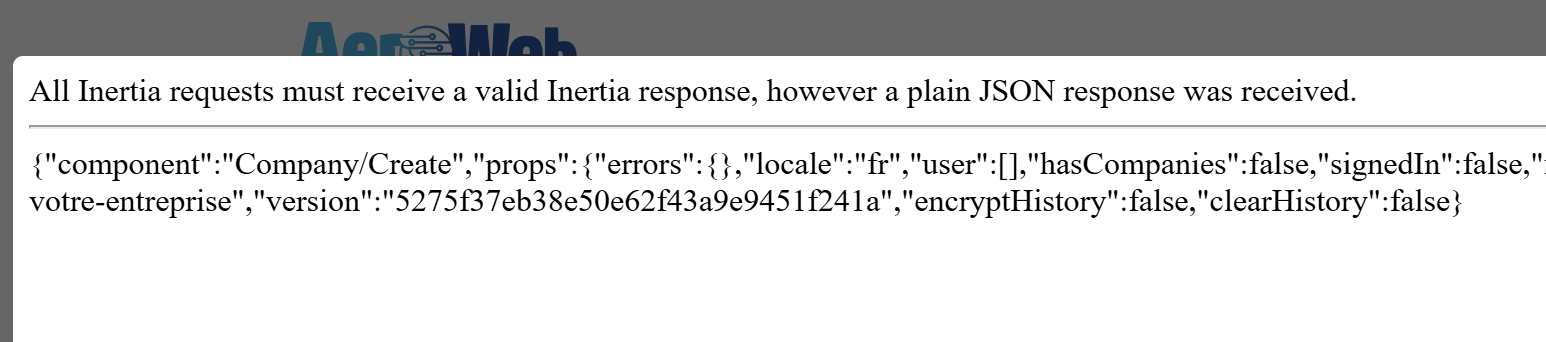 AeroWeb
All Inertia requests must receive a valid Inertia response, however a plain JSON response was received.
{"component":"Company/Create","props":{"errors":{},"locale":"fr","user":[],"hasCompanies":false,"signedIn":false,"
votre-entreprise","version":"5275f37eb38e50e62f43a9e9451f241a","encryptHistory":false,"clearHistory":false}